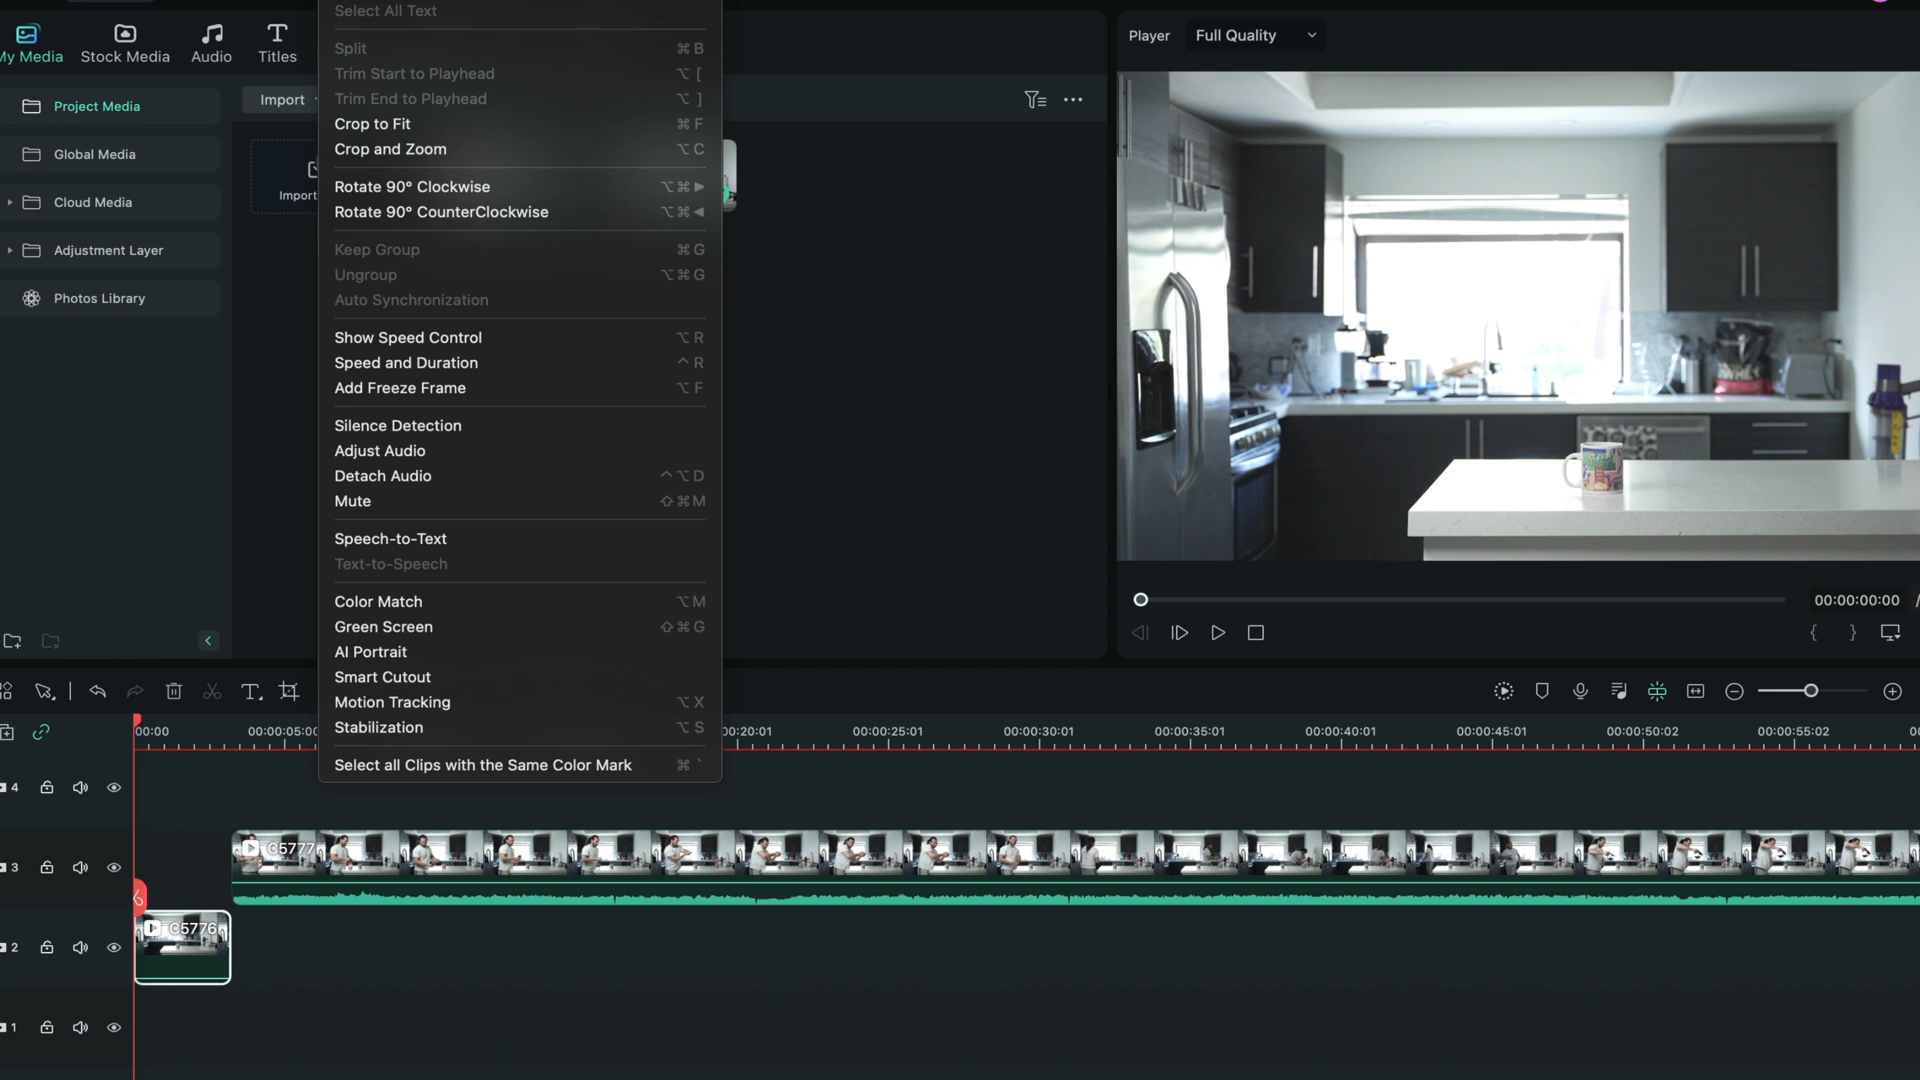 Select All Text
My Media
Stock Media
Audio
Titles
Split ⌘ B
Trim Start to Playhead ⌥ [
Trim End to Playhead ⌥ ]
Crop to Fit ⌘ F
Crop and Zoom ⌥ C
Rotate 90° Clockwise ⌥ ⌘ ▶
Rotate 90° CounterClockwise ⌥ ⌘ ◀
Keep Group ⌘ G
Ungroup ⌥ ⌘ G
Auto Synchronization
Show Speed Control ⌥ R
Speed and Duration ^ R
Add Freeze Frame ⌥ F
Silence Detection
Adjust Audio
Detach Audio ^ ⌥ D
Mute ⇧ ⌘ M
Speech-to-Text
Text-to-Speech
Color Match ⌥ M
Green Screen ⇧ ⌘ G
AI Portrait
Smart Cutout
Motion Tracking ⌥ X
Stabilization ⌥ S
Select all Clips with the Same Color Mark ⌘ `
Project Media
Global Media
Cloud Media
Adjustment Layer
Photos Library
Import
Import
Player Full Quality
00:00:00:00 /
{ }
00:00 00:00:05:00 00:20:01 00:00:25:01 00:00:30:01 00:00:35:01 00:00:40:01 00:00:45:01 00:00:50:02 00:00:55:02
4
3
C5777
2
C5776
1